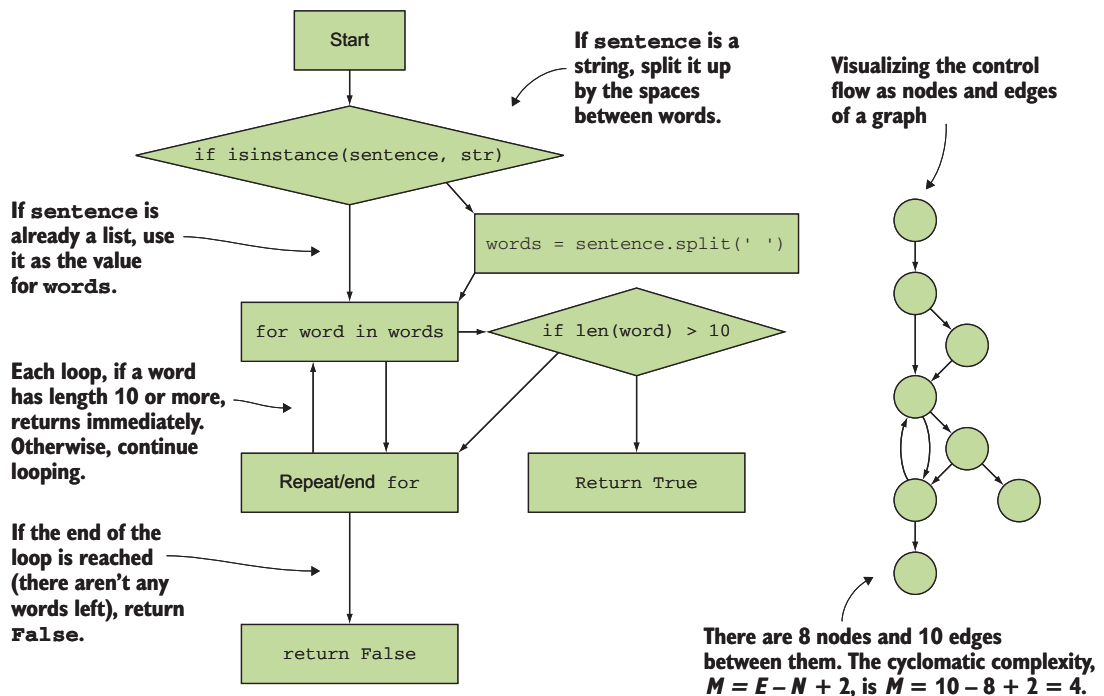 Start
If sentence is a
string, split it up
by the spaces
between words.
Visualizing the control
flow as nodes and edges
of a graph
if isinstance(sentence, str)
If sentence is
already a list, use
it as the value
for words.
words = sentence.split(' ')
for word in words
if len(word) > 10
Each loop, if a word
has length 10 or more,
returns immediately.
Otherwise, continue
looping.
Repeat/end for
Return True
If the end of the
loop is reached
(there aren't any
words left), return
False.
return False
There are 8 nodes and 10 edges
between them. The cyclomatic complexity,
M = E – N + 2, is M = 10 – 8 + 2 = 4.